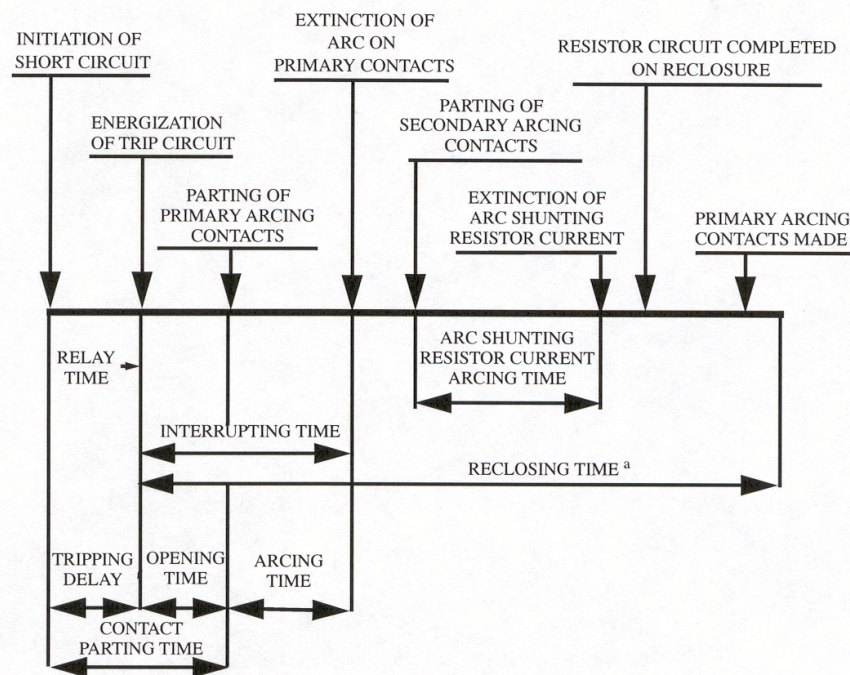 INITIATION OF
SHORT CIRCUIT
ENERGIZATION
OF TRIP CIRCUIT
PARTING OF
PRIMARY ARCING
CONTACTS
EXTINCTION OF
ARC ON
PRIMARY CONTACTS
PARTING OF
SECONDARY ARCING
CONTACTS
EXTINCTION OF
ARC SHUNTING
RESISTOR CURRENT
RESISTOR CIRCUIT COMPLETED
ON RECLOSURE
PRIMARY ARCING
CONTACTS MADE
RELAY
TIME
ARC SHUNTING
RESISTOR CURRENT
ARCING TIME
INTERRUPTING TIME
RECLOSING TIME a
TRIPPING
DELAY
OPENING
TIME
ARCING
TIME
CONTACT
PARTING TIME